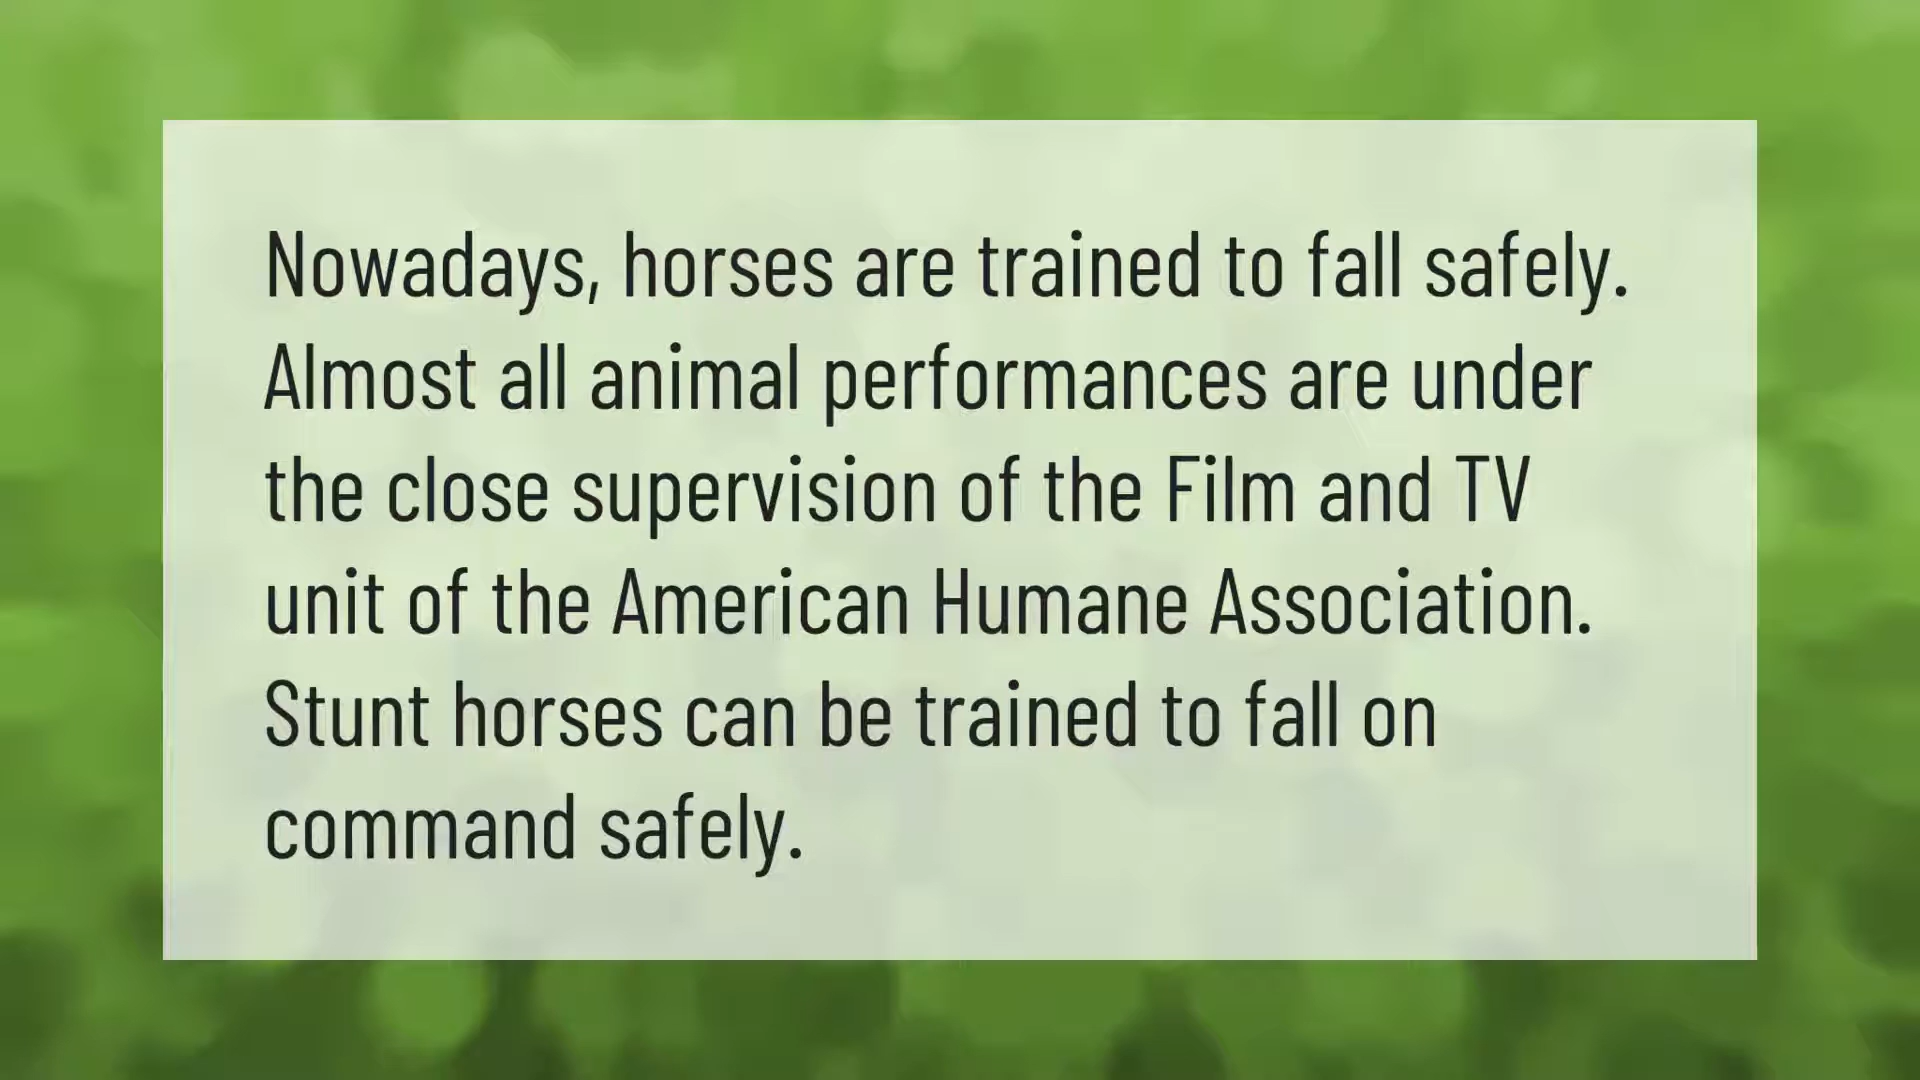 Nowadays, horses are trained to fall safely.
Almost all animal performances are under
the close supervision of the Film and TV
unit of the American Humane Association.
Stunt horses can be trained to fall on
command safely.